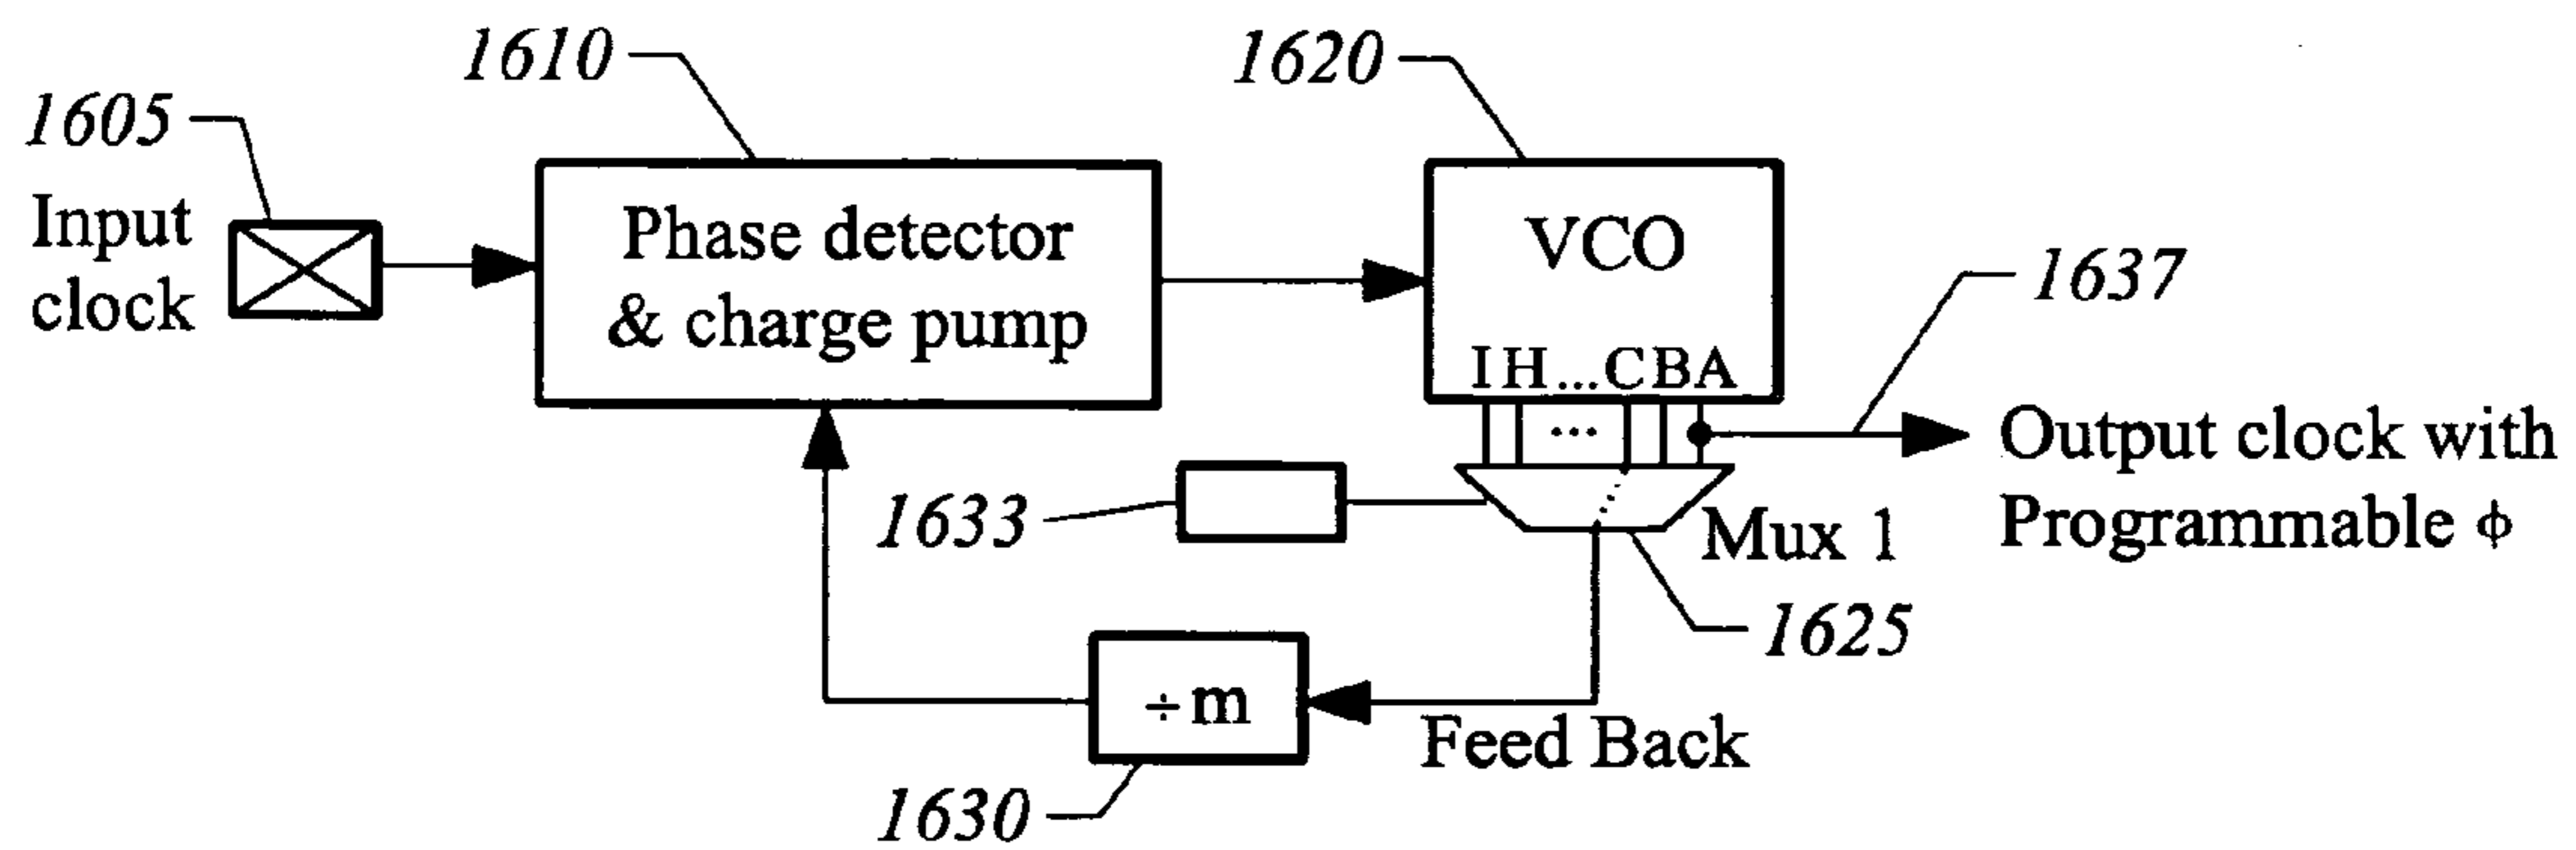 1610
1620
1605
Input
clock
Phase detector
& charge pump
VCO
I H ... C B A
1637
...
Output clock with
Programmable ϕ
1633
Mux 1
1625
÷ m
Feed Back
1630